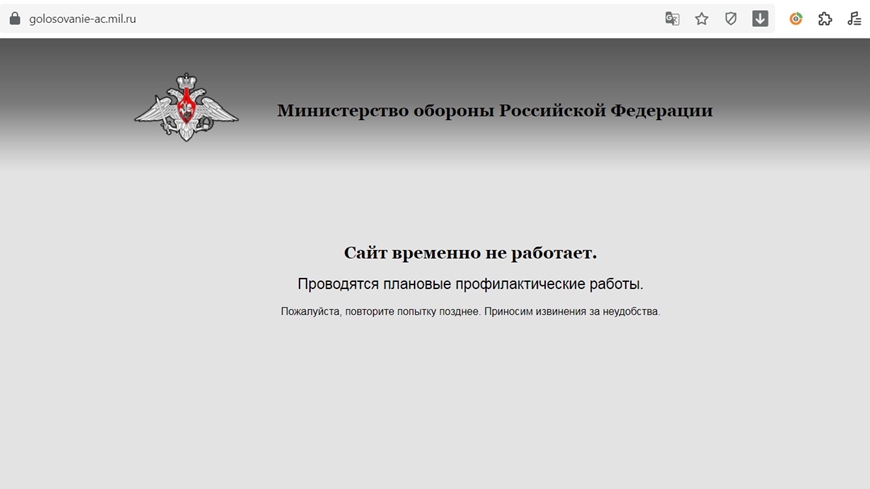 golosovanie-ac.mil.ru
Министерство обороны Российской Федерации
Сайт временно не работает.
Проводятся плановые профилактические работы.
Пожалуйста, повторите попытку позднее. Приносим извинения за неудобства.